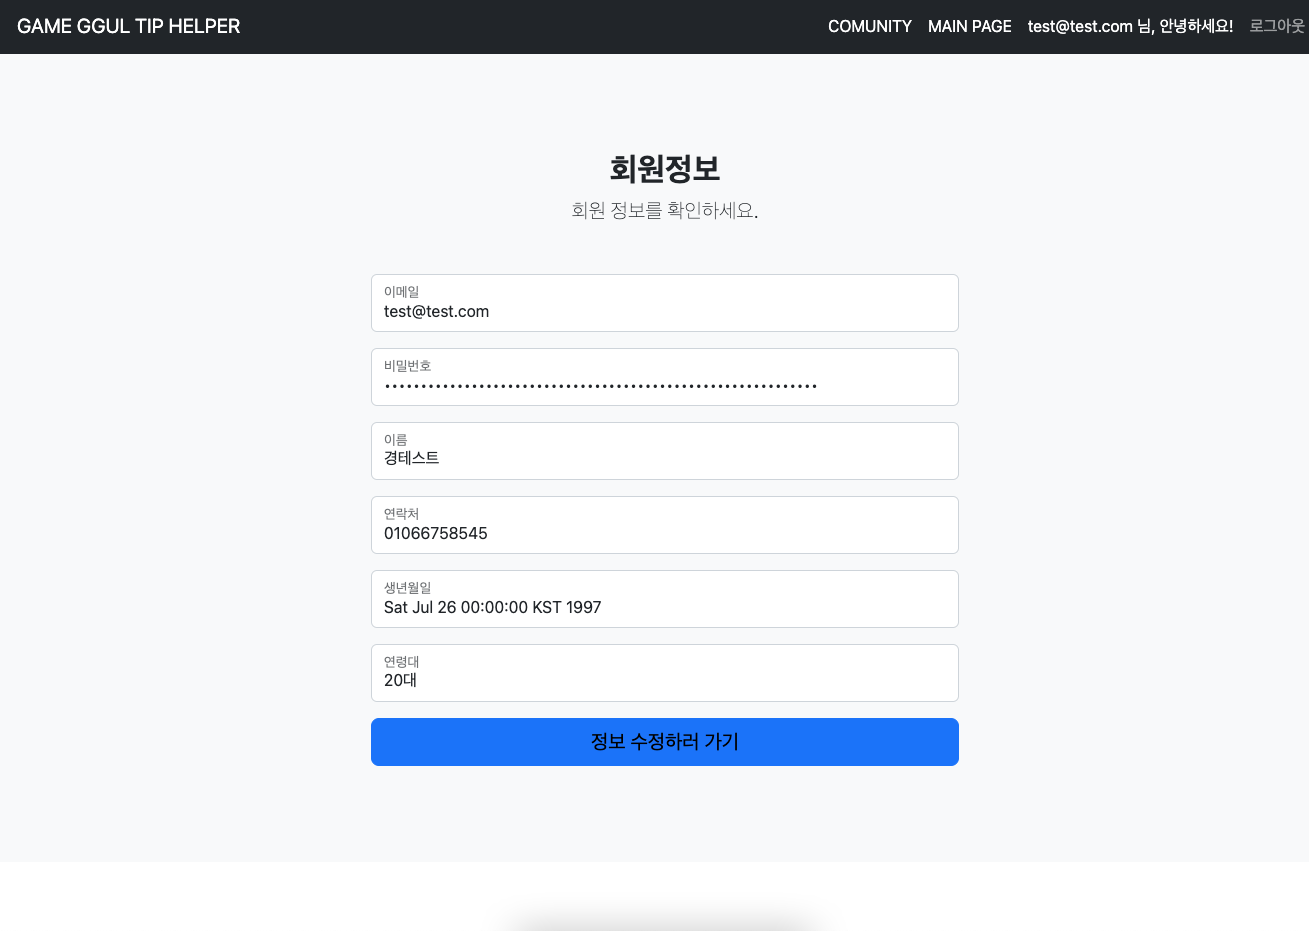 GAME GGUL TIP HELPER
COMUNITY MAIN PAGE test@test.com 님, 안녕하세요! 로그아웃
회원정보
회원 정보를 확인하세요.
이메일
test@test.com
비밀번호
••••••••••••••••••••••••••••••••••••••••••••••••••••••••••••
이름
경테스트
연락처
01066758545
생년월일
Sat Jul 26 00:00:00 KST 1997
연령대
20대
정보 수정하러 가기